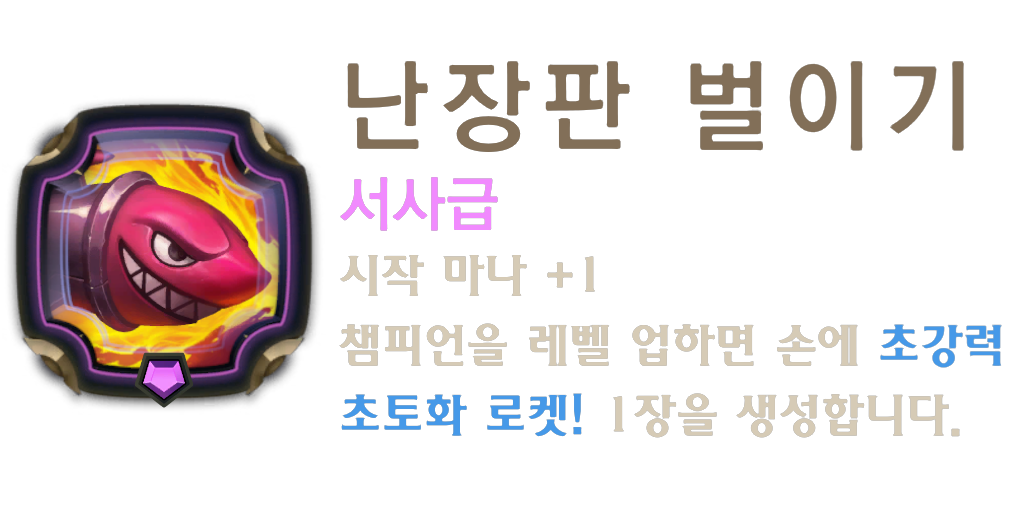 난장판 벌이기
서사급
시작 마나 +1
챔피언을 레벨 업하면 손에 초강력
초토화 로켓! 1장을 생성합니다.